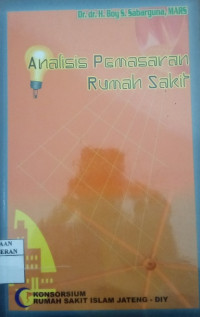 Dr. dr. H. Boy S. Sabarguna, MARS
Analisis Pemasaran
Rumah Sakit
KONSORSIUM
RUMAH SAKIT ISLAM JATENG - DIY